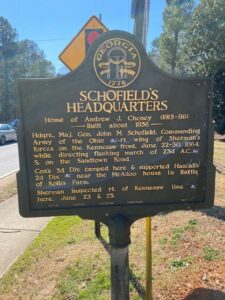 GEORGIA
1776
SCHOFIELD'S
HEADQUARTERS
House of Andrew J. Cheney (1815-86)
Built about 1856
Hdqrs., Maj. Gen. John M. Schofield, Commanding
Army of the Ohio wing of Sherman's
forces on the Kennesaw front, June 22-30, 1864,
while directing flanking march of 23d A.C.
S. on the Sandtown Road.
Cox's 3d Div. camped here & supported Hascall's
2d Div. near the McAdoo house in Battle
of Kolb's Farm.
Sherman inspected rt. of Kennesaw line
here, June 23 & 25.